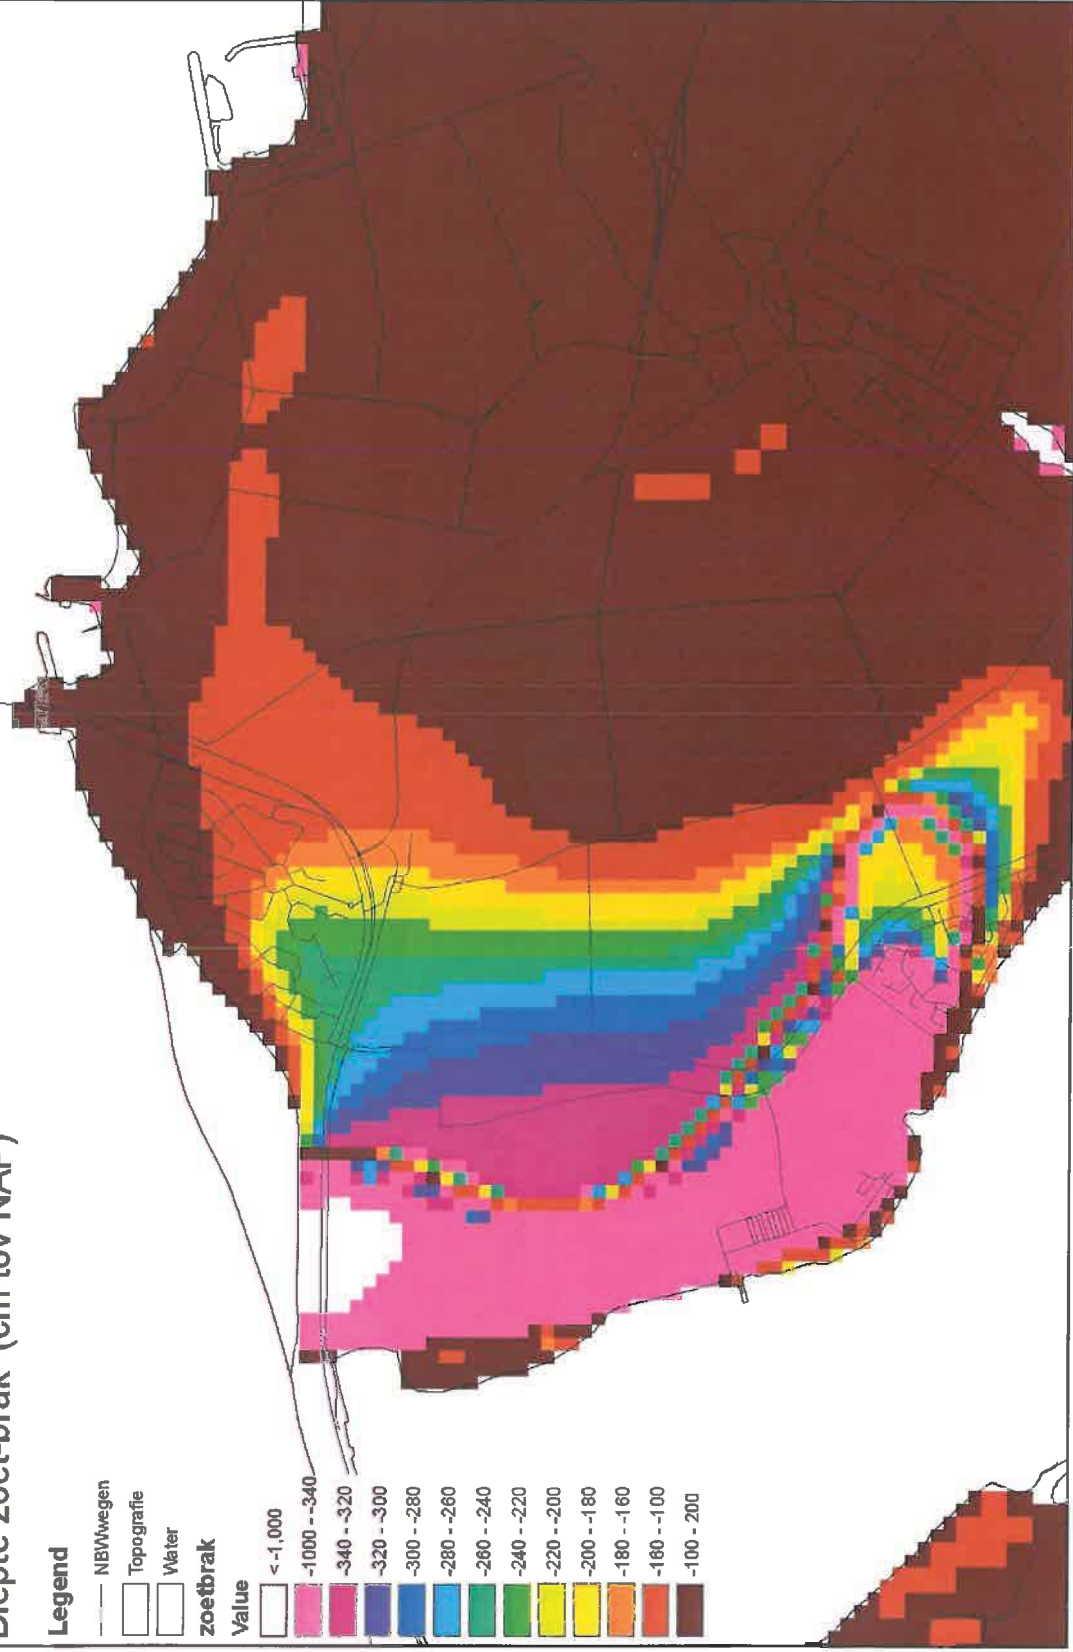 Diepte zoet-brak (cm tov NAP)
Legend
NBWwegen
Topografie
Water
zoetbrak
Value
< -1,000
-1000 - -340
-340 - -320
-320 - -300
-300 - -280
-280 - -260
-260 - -240
-240 - -220
-220 - -200
-200 - -180
-180 - -160
-160 - -100
-100 - 200